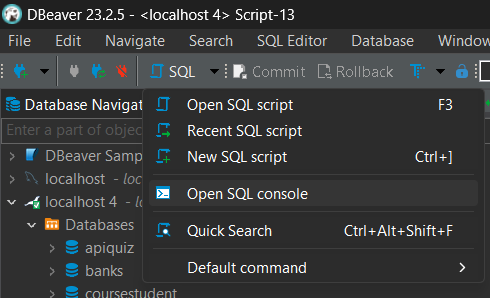 DBeaver 23.2.5 - <localhost 4> Script-13
File Edit Navigate Search SQL Editor Database Window
SQL Commit Rollback
Database Navigat
Enter a part of objec
DBeaver Samp
localhost - loc
localhost 4 - loc
Databases
apiquiz
banks
coursestudent
Open SQL script F3
Recent SQL script
New SQL script Ctrl+]
Open SQL console
Quick Search Ctrl+Alt+Shift+F
Default command